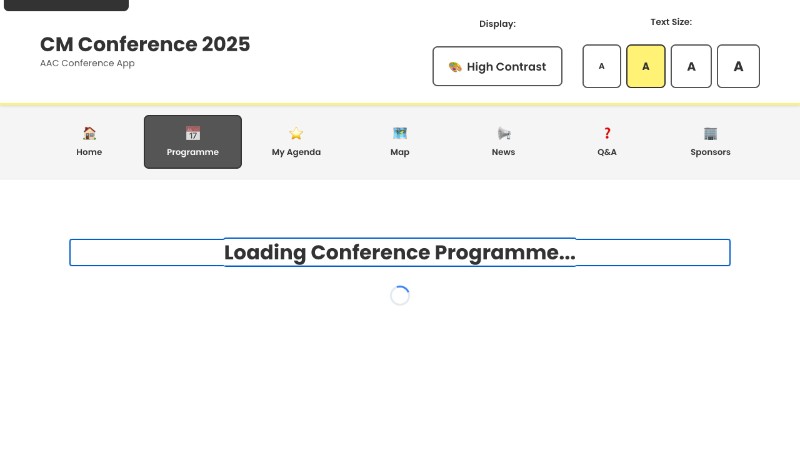 CM Conference 2025
AAC Conference App
Display:
High Contrast
Text Size:
A A A A
17
Home
Programme
My Agenda
Map
News
Q&A
Sponsors
Loading Conference Programme...